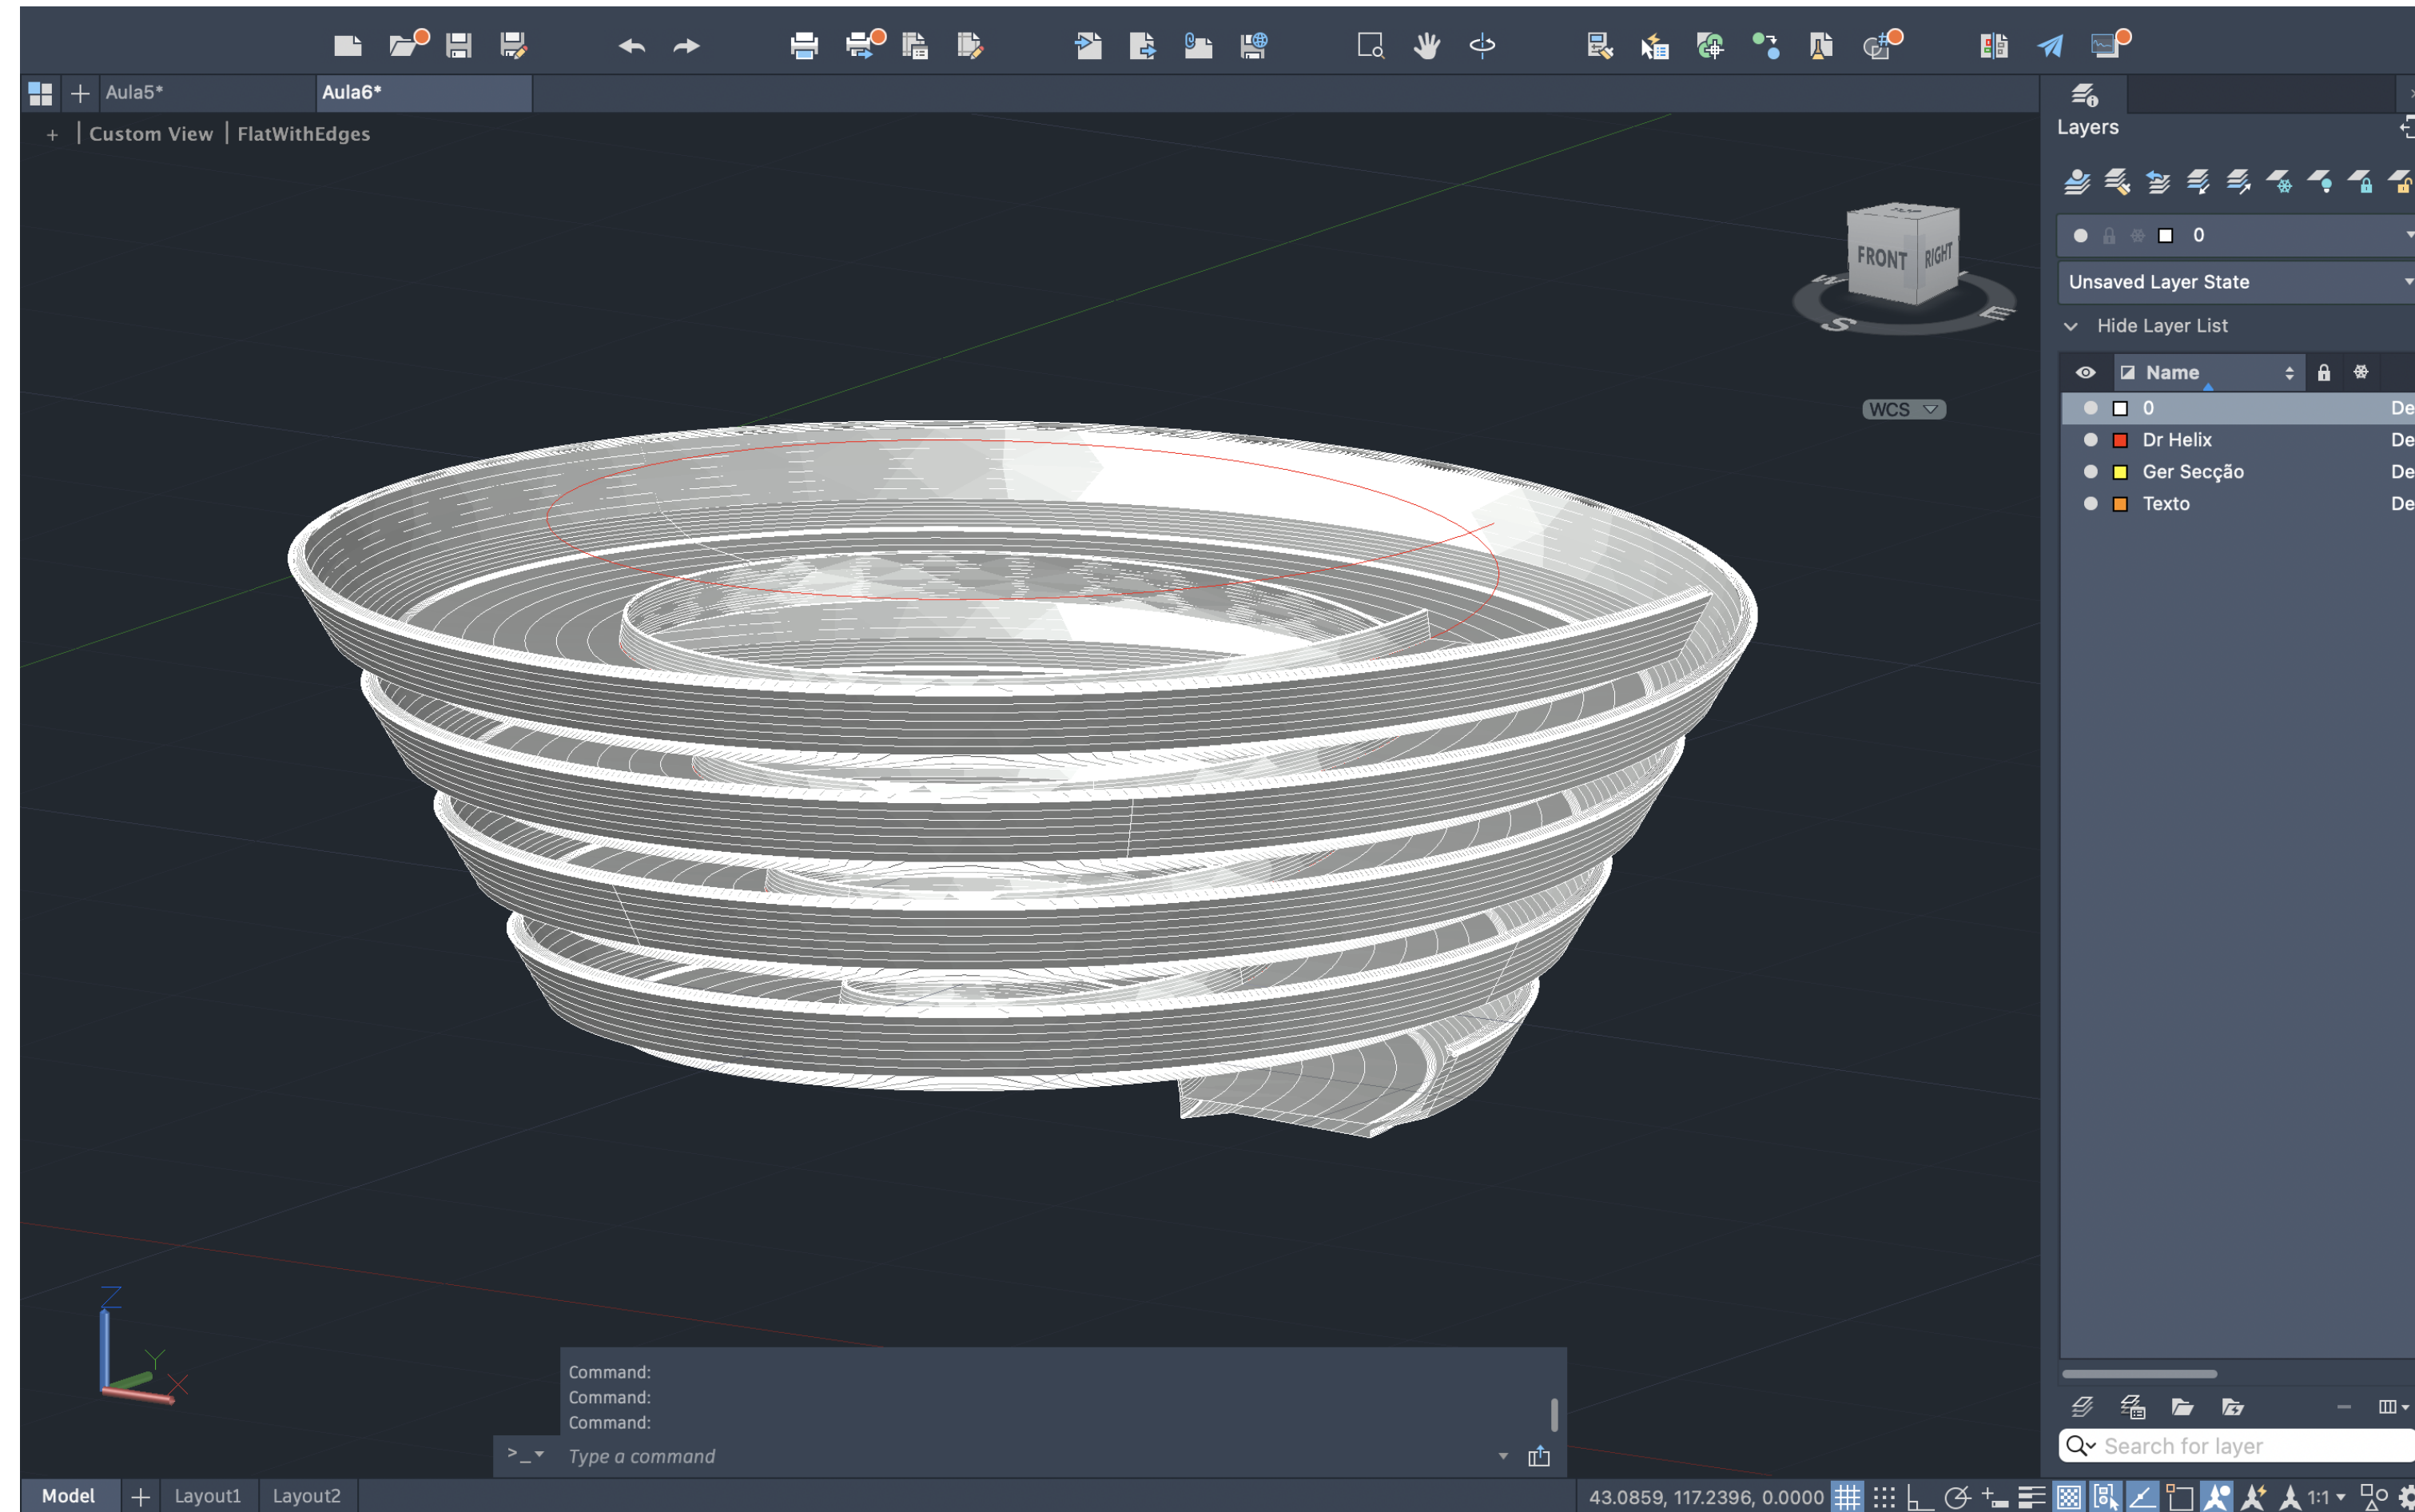 Aula5*
Aula6*
+ | Custom View | FlatWithEdges
TOP
FRONT
RIGHT
W
S
E
WCS
Layers
0
Unsaved Layer State
Hide Layer List
Name
0 De
Dr Helix De
Ger Secção De
Texto De
Z
Y
X
Command:
Command:
Command:
>_ Type a command
Search for layer
Model + Layout1 Layout2
43.0859, 117.2396, 0.0000
1:1